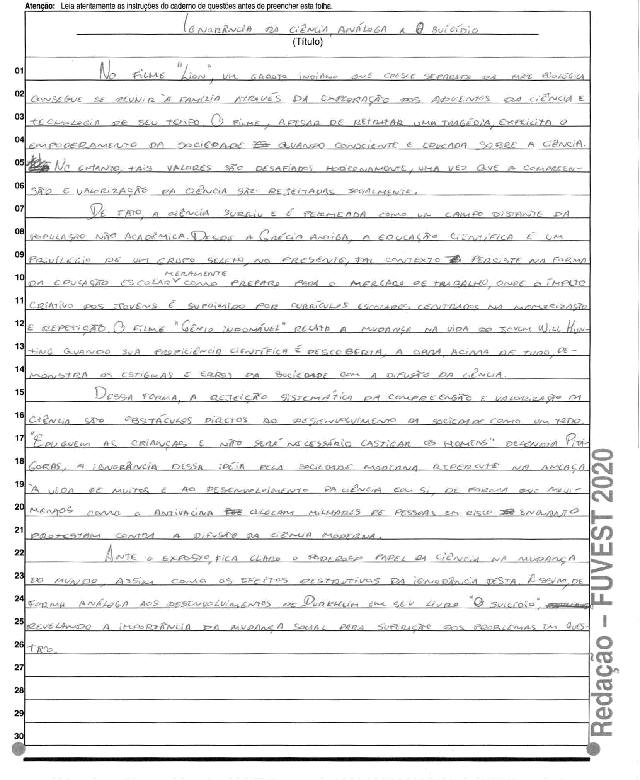 Atenção: Leia atentamente as instruções do caderno de questões antes de preencher esta folha.
IGNORÂNCIA DA CIÊNCIA, ANÁLOGA A O SUICÍDIO
(Título)
01 NO FILME "LION", UM GAROTO INDIANO QUE CRESCE SEPARADO DA MÃE BIOLÓGICA
02 CONSEGUE SE REUNIR À FAMÍLIA ATRAVÉS DA EXPLORAÇÃO DOS ADVENTOS DA CIÊNCIA E
03 TECNOLOGIA DE SEU TEMPO. O FILME, APESAR DE RETRATAR UMA TRAGÉDIA, EXPLICITA O
04 EMPODERAMENTO DA SOCIEDADE QUANDO CONSCIENTE E EDUCADA SOBRE A CIÊNCIA.
05 NO ENTANTO, TAIS VALORES SÃO DESAFIADOS MODERNAMENTE, UMA VEZ QUE A COMPREEN-
06 SÃO E VALORIZAÇÃO DA CIÊNCIA SÃO REJEITADAS SOCIALMENTE.
07 DE FATO, A CIÊNCIA SURGIU E É PERMEADA COMO UM CAMPO DISTANTE DA
08 POPULAÇÃO NÃO ACADÊMICA. DESDE A GRÉCIA ANTIGA, A EDUCAÇÃO CIENTÍFICA É UM
09 PRIVILÉGIO DE UM GRUPO SELETO, NO PRESENTE, TAL CONTEXTO PERSISTE NA FORMA
10 DA EDUCAÇÃO ESCOLAR MERAMENTE COMO PREPARO PARA O MERCADO DE TRABALHO, ONDE O ÍMPETO
11 CRIATIVO DOS JOVENS É SUPRIMIDO POR CURRÍCULOS ESCOLARES CENTRADOS NA MEMORIZAÇÃO
12 E REPETIÇÃO. O FILME "GÊNIO INDOMÁVEL" RELATA A MUDANÇA NA VIDA DO JOVEM WILL HUN-
13 TING QUANDO SUA PROFICIÊNCIA CIENTÍFICA É DESCOBERTA, A OBRA, ACIMA DE TUDO, DE-
14 MONSTRA OS ESTIGMAS E ERROS DA SOCIEDADE COM A DIFUSÃO DA CIÊNCIA.
15 DESSA FORMA, A REJEIÇÃO SISTEMÁTICA DA COMPREENSÃO E VALORIZAÇÃO DA
16 CIÊNCIA SÃO OBSTÁCULOS DIRETOS AO DESENVOLVIMENTO DA SOCIEDADE COMO UM TODO.
17 "EDUQUEM AS CRIANÇAS E NÃO SERÁ NECESSÁRIO CASTIGAR OS HOMENS" DEFENDIA PITÁ-
18 GORAS, A IGNORÂNCIA DESSA IDEIA PELA SOCIEDADE MODERNA REFERENTE NA AMEAÇA
19 À VIDA DE MUITOS E AO DESENVOLVIMENTO DA CIÊNCIA EM SI, DE FORMA QUE MOVI-
20 MENTOS COMO O ANTIVACINA COLOCAM MILHARES DE PESSOAS EM RISCO ENQUANTO
21 PROTESTAM CONTRA A DIFUSÃO DA CIÊNCIA MODERNA.
22 ANTE O EXPOSTO, FICA CLARO O PODEROSO PAPEL DA CIÊNCIA NA MUDANÇA
23 DO MUNDO, ASSIM COMO OS EFEITOS DESTRUTIVOS DA IGNORÂNCIA DESTA. ASSIM, DE
24 FORMA ANÁLOGA AOS DESENVOLVIMENTOS DE DURKHEIM EM SEU LIVRO "O SUICÍDIO",
25 REVELANDO A IMPORTÂNCIA DA MUDANÇA SOCIAL PARA SUPERAÇÃO DOS PROBLEMAS EM QUES-
26 TÃO.
27
28
29
30
Redação – FUVEST 2020